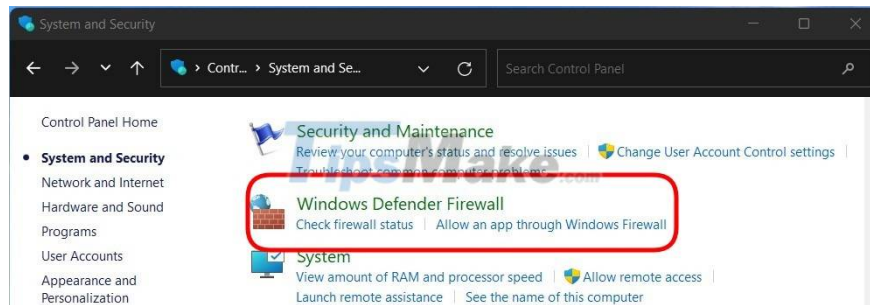 System and Security
Contr... > System and Se...
Search Control Panel
Control Panel Home
System and Security
Network and Internet
Hardware and Sound
Programs
User Accounts
Appearance and
Personalization
Security and Maintenance
Review your computer's status and resolve issues
Change User Account Control settings
Troubleshoot common computer problems
TipsMake.com
Windows Defender Firewall
Check firewall status
Allow an app through Windows Firewall
System
View amount of RAM and processor speed
Allow remote access
Launch remote assistance
See the name of this computer